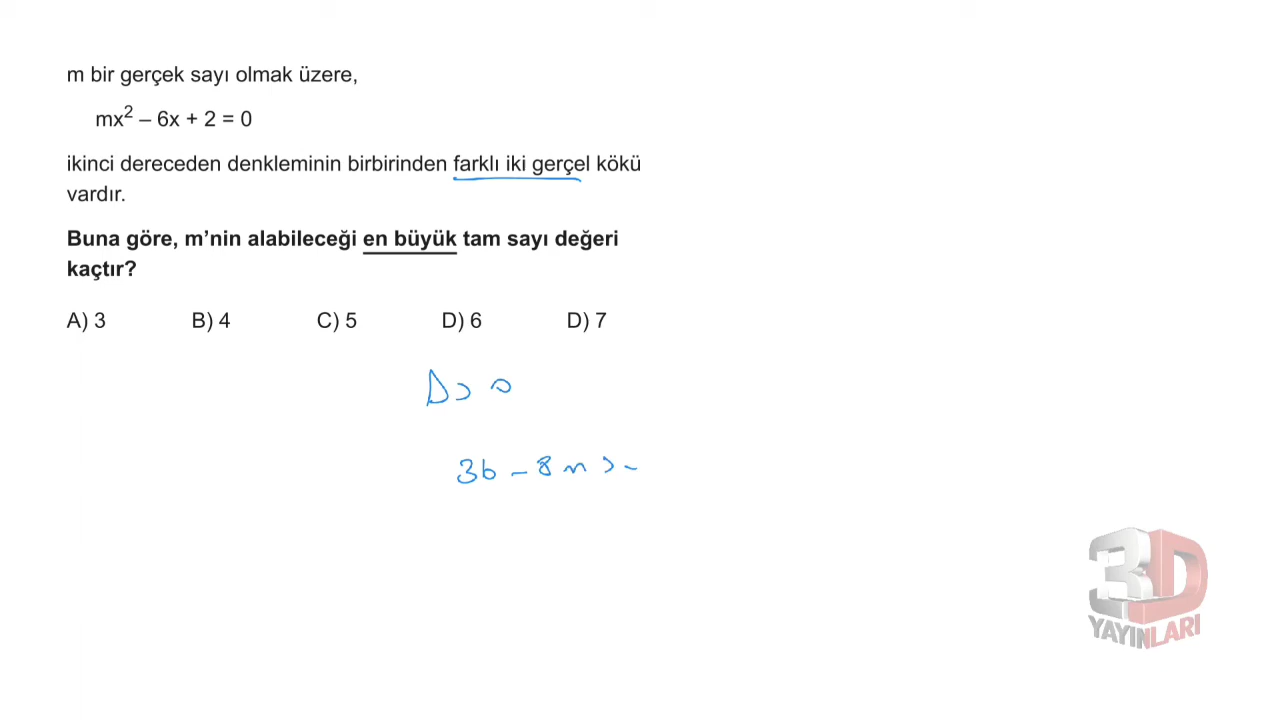 m bir gerçek sayı olmak üzere,
mx² – 6x + 2 = 0
ikinci dereceden denkleminin birbirinden farklı iki gerçel kökü
vardır.
Buna göre, m’nin alabileceği en büyük tam sayı değeri
kaçtır?
A) 3 B) 4 C) 5 D) 6 D) 7
Δ > 0
36 – 8m > –
3D
YAYINLARI